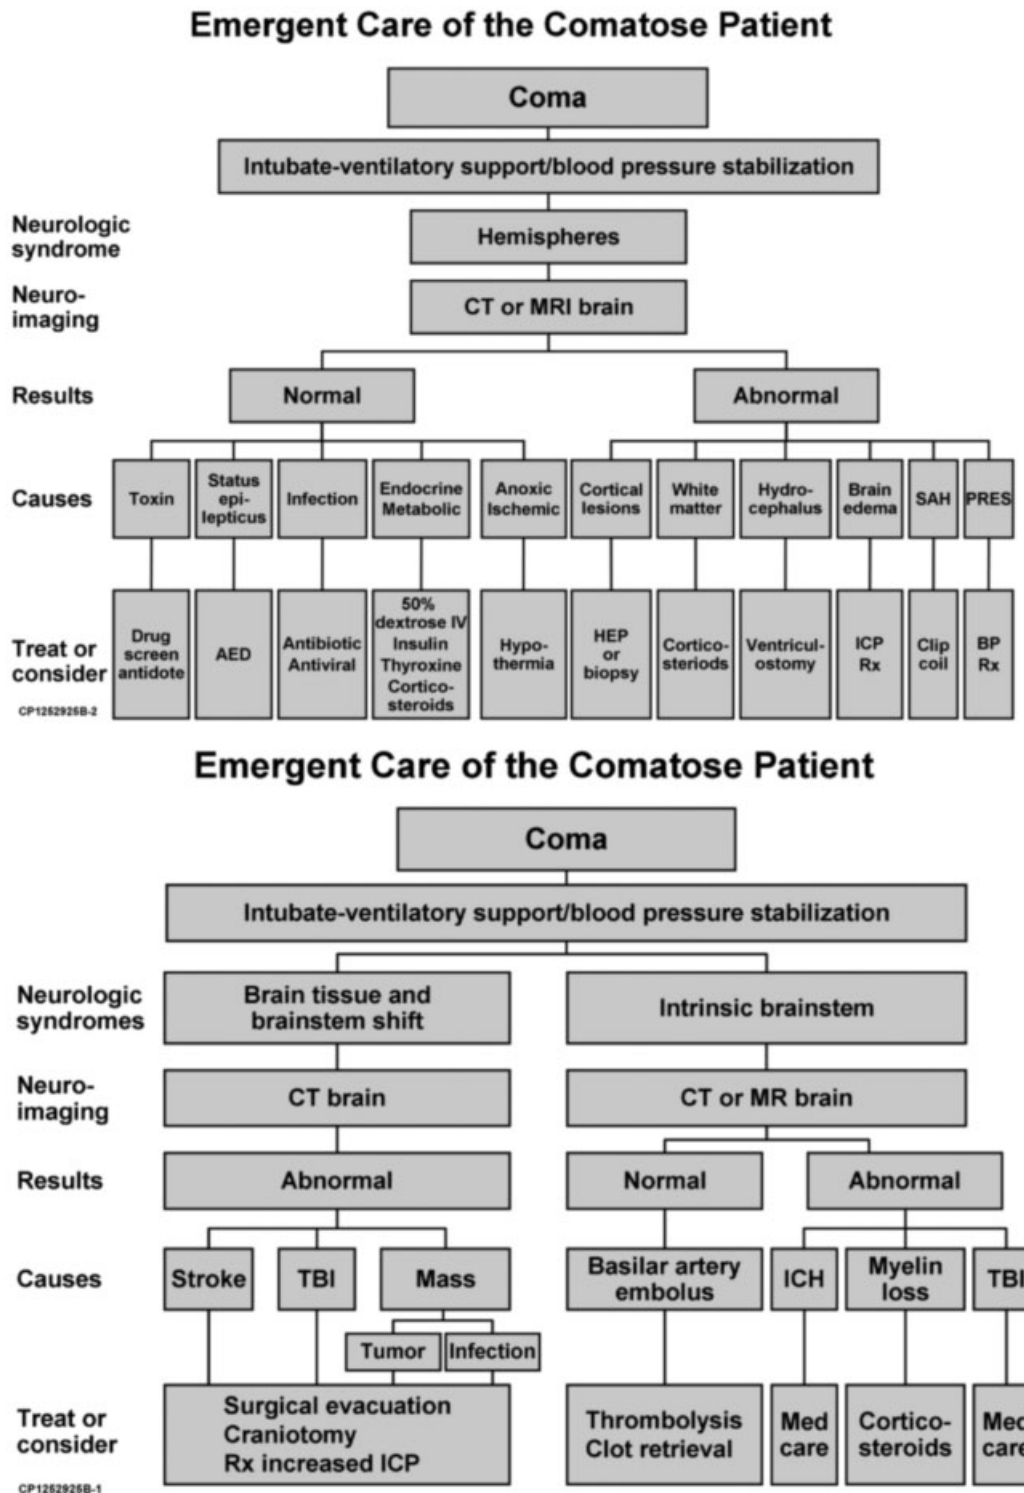 Emergent Care of the Comatose Patient
Coma
Intubate-ventilatory support/blood pressure stabilization
Neurologic
syndrome
Hemispheres
Neuro-
imaging
CT or MRI brain
Results
Normal
Abnormal
Causes
Toxin
Status
epi-
lepticus
Infection
Endocrine
Metabolic
Anoxic
Ischemic
Cortical
lesions
White
matter
Hydro-
cephalus
Brain
edema
SAH
PRES
Treat or
consider
Drug
screen
antidote
AED
Antibiotic
Antiviral
50%
dextrose IV
Insulin
Thyroxine
Cortico-
steroids
Hypo-
thermia
HEP
or
biopsy
Cortico-
steriods
Ventricul-
ostomy
ICP
Rx
Clip
coil
BP
Rx
CP1252925B-2
Emergent Care of the Comatose Patient
Coma
Intubate-ventilatory support/blood pressure stabilization
Neurologic
syndromes
Brain tissue and
brainstem shift
Intrinsic brainstem
Neuro-
imaging
CT brain
CT or MR brain
Results
Abnormal
Normal
Abnormal
Causes
Stroke
TBI
Mass
Basilar artery
embolus
ICH
Myelin
loss
TBI
Tumor
Infection
Treat or
consider
Surgical evacuation
Craniotomy
Rx increased ICP
Thrombolysis
Clot retrieval
Med
care
Cortico-
steroids
Med
care
CP1252925B-1